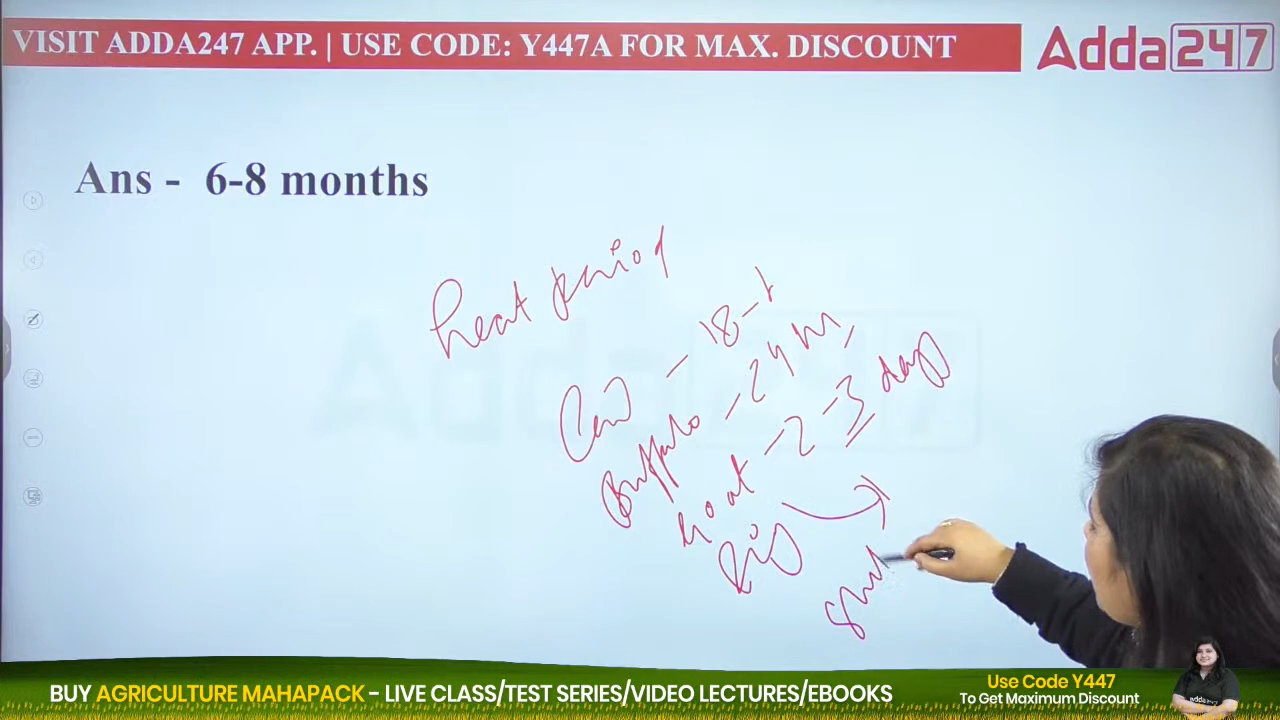 VISIT ADDA247 APP. | USE CODE: Y447A FOR MAX. DISCOUNT
Adda247
Ans - 6-8 months
heat period
Cow - 18-
Buffalo - 24 h
Goat - 2-3 days
Pig
BUY AGRICULTURE MAHAPACK - LIVE CLASS/TEST SERIES/VIDEO LECTURES/EBOOKS
Use Code Y447
To Get Maximum Discount
adda247